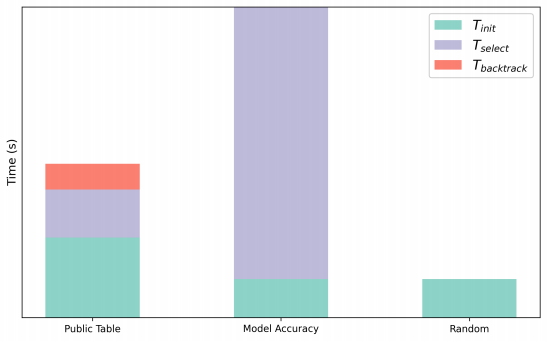 T_init
T_select
T_backtrack
Time (s)
Public Table
Model Accuracy
Random